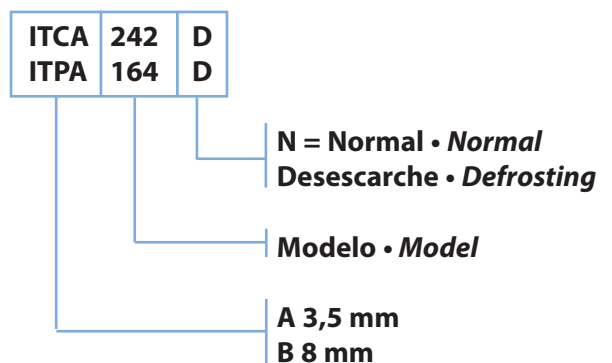 ITCA 242 D
ITPA 164 D
N = Normal • Normal
Desescarche • Defrosting
Modelo • Model
A 3,5 mm
B 8 mm